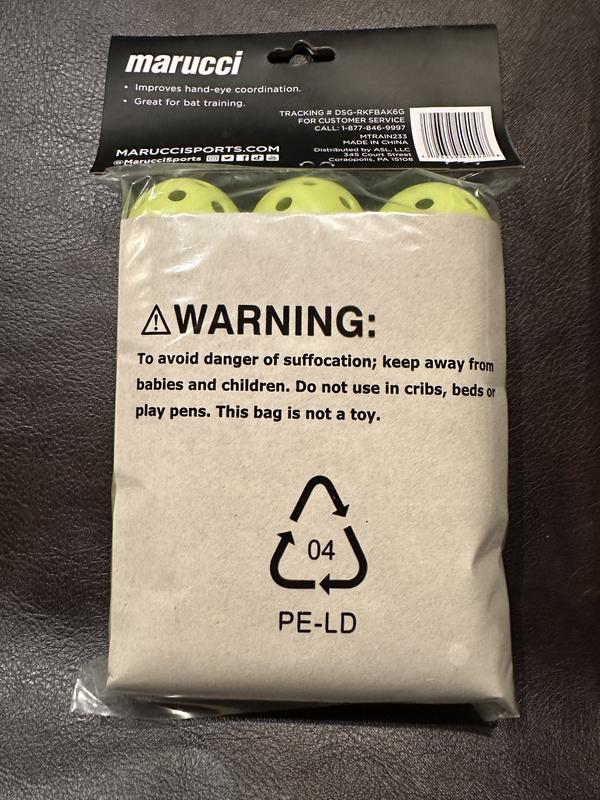 marucci
• Improves hand-eye coordination.
• Great for bat training.
TRACKING # DSG-RKFBAK6G
FOR CUSTOMER SERVICE
CALL: 1-877-846-9997
MTRAIN233
MADE IN CHINA
Distributed by ASL, LLC
345 Court Street
Coraopolis, PA 15108
MARUCCISPORTS.COM
@MarucciSports
WARNING:
To avoid danger of suffocation; keep away from
babies and children. Do not use in cribs, beds or
play pens. This bag is not a toy.
04
PE-LD